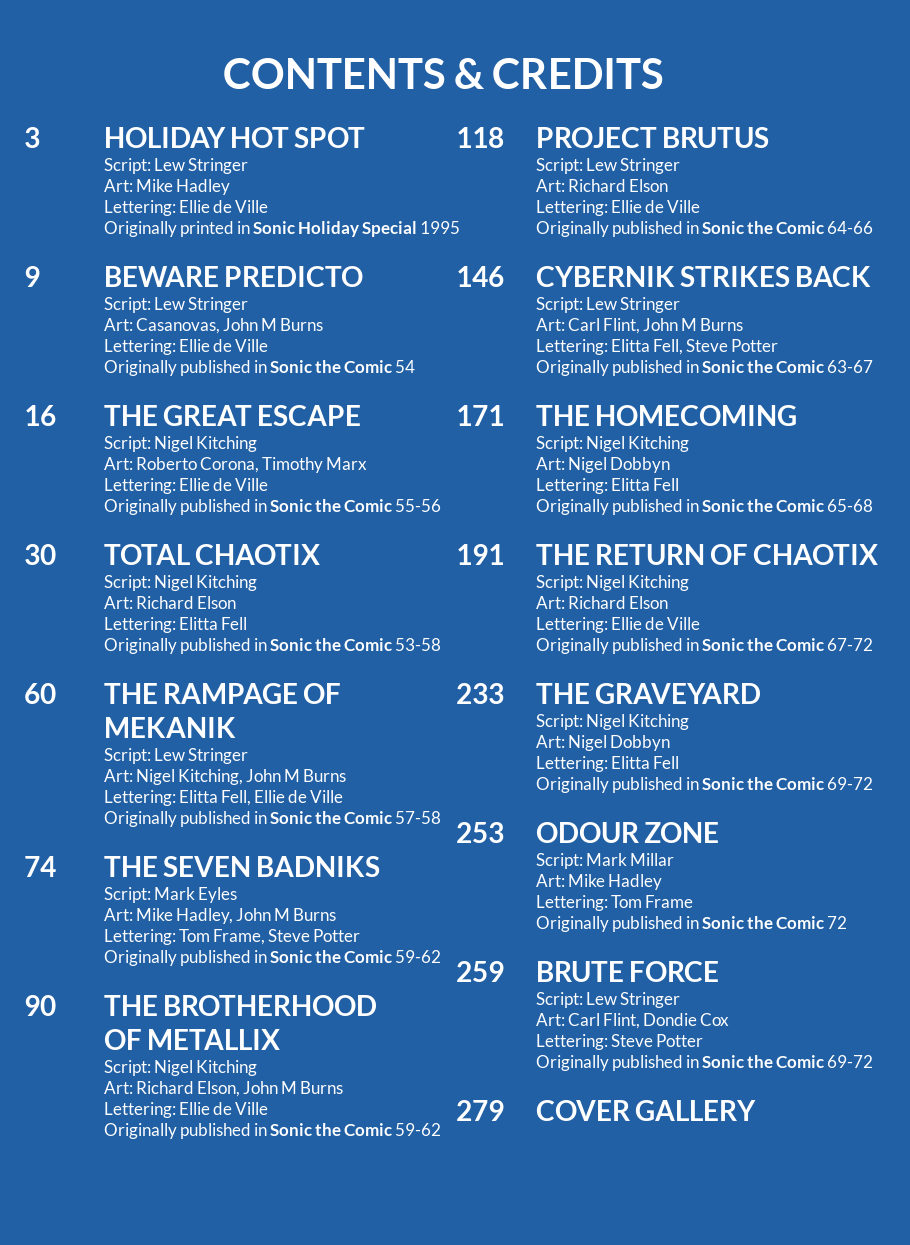 CONTENTS & CREDITS
3 HOLIDAY HOT SPOT
Script: Lew Stringer
Art: Mike Hadley
Lettering: Ellie de Ville
Originally printed in Sonic Holiday Special 1995
9 BEWARE PREDICTO
Script: Lew Stringer
Art: Casanovas, John M Burns
Lettering: Ellie de Ville
Originally published in Sonic the Comic 54
16 THE GREAT ESCAPE
Script: Nigel Kitching
Art: Roberto Corona, Timothy Marx
Lettering: Ellie de Ville
Originally published in Sonic the Comic 55-56
30 TOTAL CHAOTIX
Script: Nigel Kitching
Art: Richard Elson
Lettering: Elitta Fell
Originally published in Sonic the Comic 53-58
60 THE RAMPAGE OF
MEKANIK
Script: Lew Stringer
Art: Nigel Kitching, John M Burns
Lettering: Elitta Fell, Ellie de Ville
Originally published in Sonic the Comic 57-58
74 THE SEVEN BADNIKS
Script: Mark Eyles
Art: Mike Hadley, John M Burns
Lettering: Tom Frame, Steve Potter
Originally published in Sonic the Comic 59-62
90 THE BROTHERHOOD
OF METALLIX
Script: Nigel Kitching
Art: Richard Elson, John M Burns
Lettering: Ellie de Ville
Originally published in Sonic the Comic 59-62
118 PROJECT BRUTUS
Script: Lew Stringer
Art: Richard Elson
Lettering: Ellie de Ville
Originally published in Sonic the Comic 64-66
146 CYBERNIK STRIKES BACK
Script: Lew Stringer
Art: Carl Flint, John M Burns
Lettering: Elitta Fell, Steve Potter
Originally published in Sonic the Comic 63-67
171 THE HOMECOMING
Script: Nigel Kitching
Art: Nigel Dobbyn
Lettering: Elitta Fell
Originally published in Sonic the Comic 65-68
191 THE RETURN OF CHAOTIX
Script: Nigel Kitching
Art: Richard Elson
Lettering: Ellie de Ville
Originally published in Sonic the Comic 67-72
233 THE GRAVEYARD
Script: Nigel Kitching
Art: Nigel Dobbyn
Lettering: Elitta Fell
Originally published in Sonic the Comic 69-72
253 ODOUR ZONE
Script: Mark Millar
Art: Mike Hadley
Lettering: Tom Frame
Originally published in Sonic the Comic 72
259 BRUTE FORCE
Script: Lew Stringer
Art: Carl Flint, Dondie Cox
Lettering: Steve Potter
Originally published in Sonic the Comic 69-72
279 COVER GALLERY